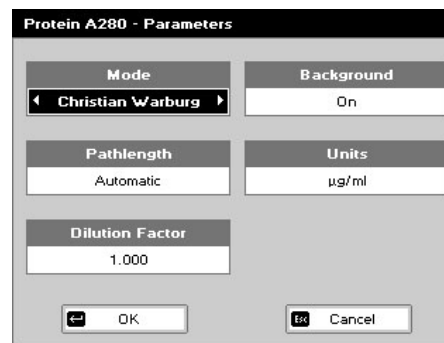 Protein A280 - Parameters
Mode
Christian Warburg
Background
On
Pathlength
Automatic
Units
µg/ml
Dilution Factor
1.000
OK
Esc Cancel